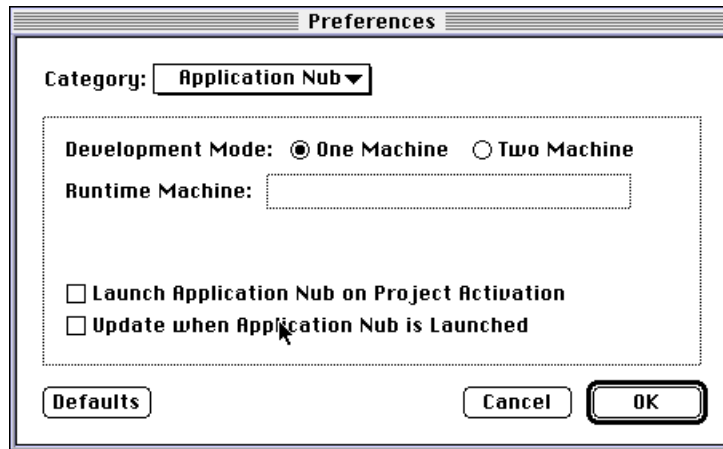 Preferences
Category: Application Nub
Development Mode: One Machine Two Machine
Runtime Machine:
Launch Application Nub on Project Activation
Update when Application Nub is Launched
Defaults Cancel OK